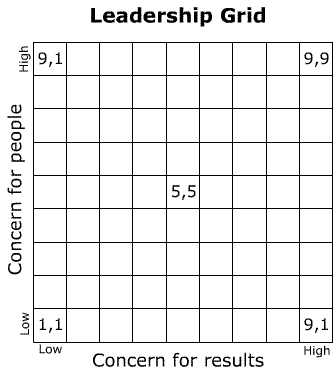 Leadership Grid
High
9,1
9,9
Concern for people
5,5
Low
1,1
9,1
Low
High
Concern for results